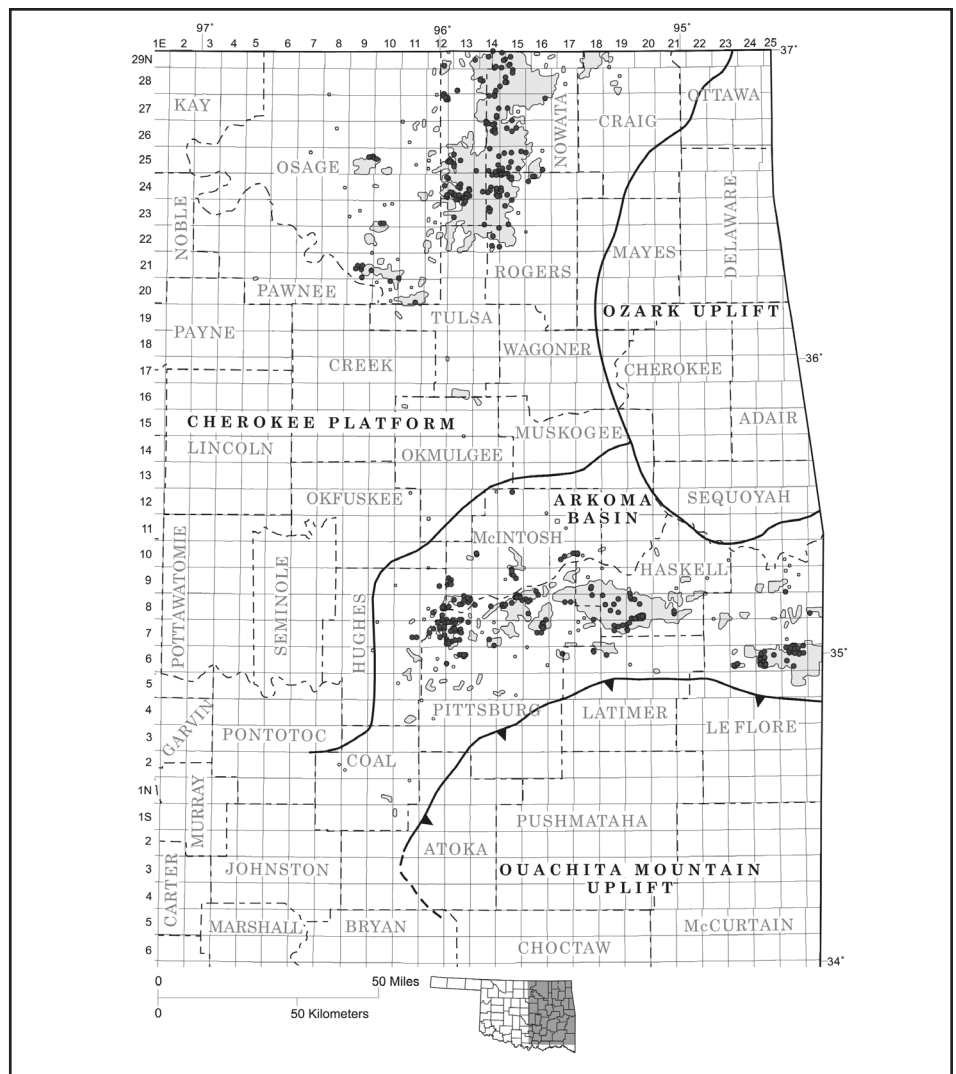 97° 96° 95°
1E 2 3 4 5 6 7 8 9 10 11 12 13 14 15 16 17 18 19 20 21 22 23 24 25
37°
29N
28
27
26
25
24
23
22
21
20
19
18
17
16
15
14
13
12
11
10
9
8
7
6
5
4
3
2
1N
1S
2
3
4
5
6
KAY
OTTAWA
NOWATA
CRAIG
OSAGE
NOBLE
DELAWARE
MAYES
ROGERS
PAWNEE
OZARK UPLIFT
TULSA
PAYNE
WAGONER
36°
CREEK
CHEROKEE
CHEROKEE PLATFORM
ADAIR
MUSKOGEE
LINCOLN
OKMULGEE
OKFUSKEE
ARKOMA
BASIN
SEQUOYAH
McINTOSH
POTTAWATOMIE
SEMINOLE
HUGHES
HASKELL
35°
PITTSBURG
LATIMER
LE FLORE
GARVIN
PONTOTOC
COAL
MURRAY
PUSHMATAHA
ATOKA
CARTER
JOHNSTON
OUACHITA MOUNTAIN
UPLIFT
MARSHALL
BRYAN
McCURTAIN
CHOCTAW
34°
0 50 Miles
0 50 Kilometers